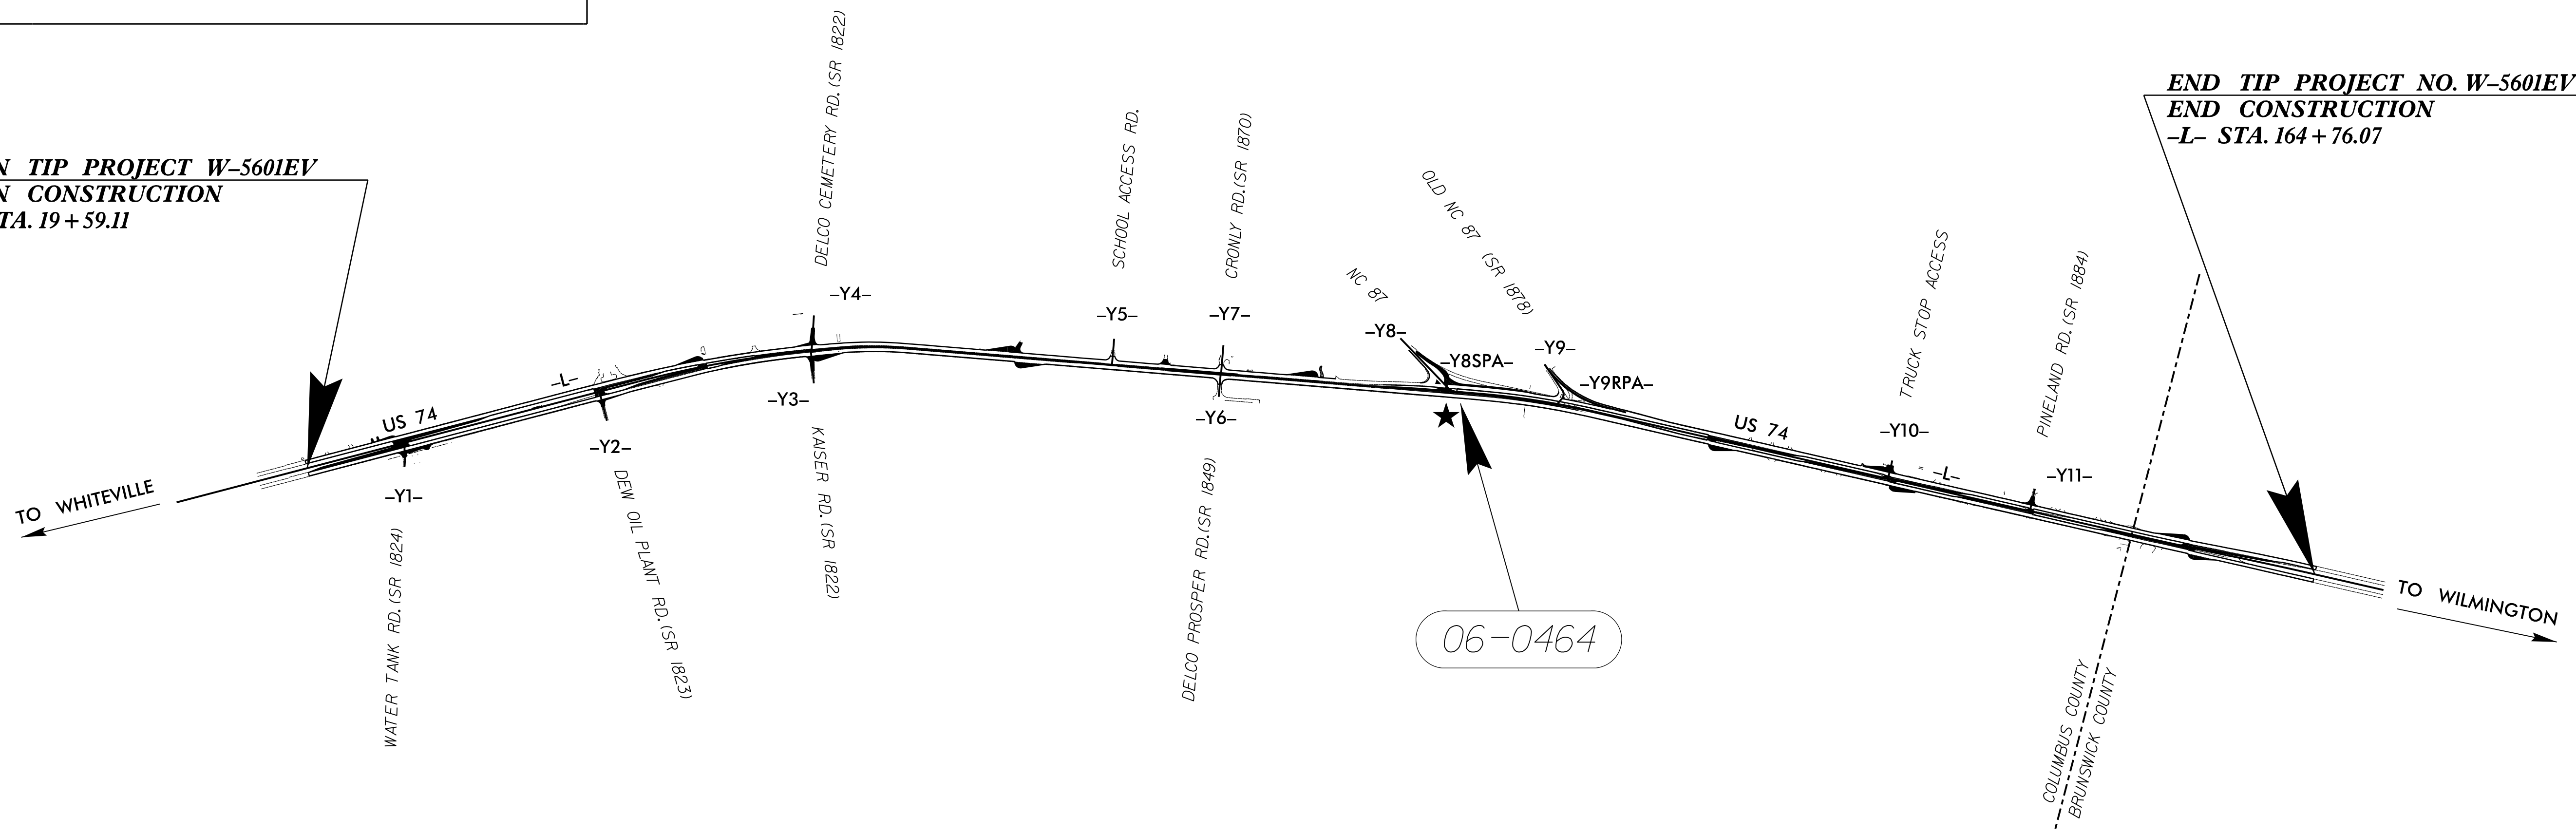 TIP PROJECT W–5601EV
CONSTRUCTION
19+59.11
END TIP PROJECT NO. W–5601EV
END CONSTRUCTION
–L– STA. 164+76.07
DELCO CEMETERY RD.(SR 1822)
SCHOOL ACCESS RD.
CRONLY RD.(SR 1870)
OLD NC 87 (SR 1878)
NC 87
TRUCK STOP ACCESS
PINELAND RD.(SR 1884)
–Y4–
–Y5–
–Y7–
–Y8–
–Y8SPA–
–Y9–
–Y9RPA–
–L–
US 74
–Y3–
–Y6–
–Y2–
–Y1–
US 74
–Y10–
–L–
–Y11–
TO WHITEVILLE
TO WILMINGTON
WATER TANK RD.(SR 1824)
DEW OIL PLANT RD.(SR 1823)
KAISER RD.(SR 1822)
DELCO PROSPER RD.(SR 1849)
06-0464
COLUMBUS COUNTY
BRUNSWICK COUNTY